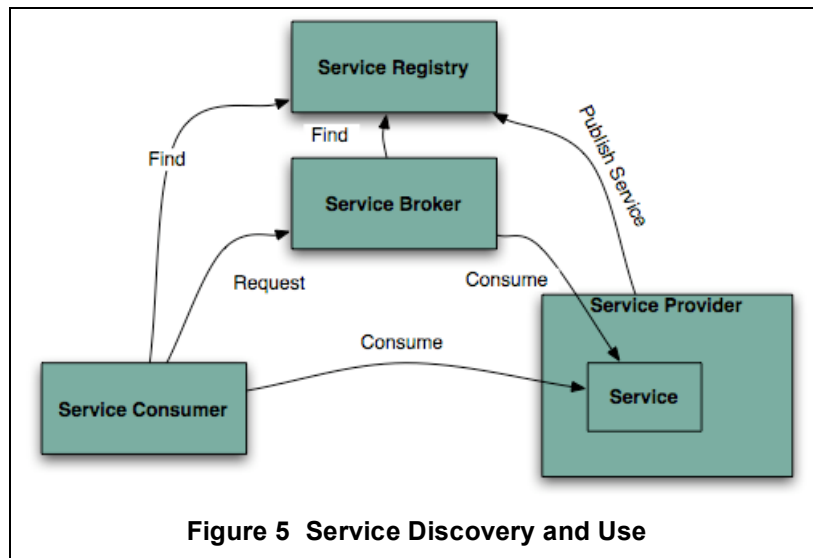 Service Registry
Find
Find
Publish Service
Service Broker
Request
Consume
Service Provider
Consume
Service Consumer
Service
Figure 5 Service Discovery and Use